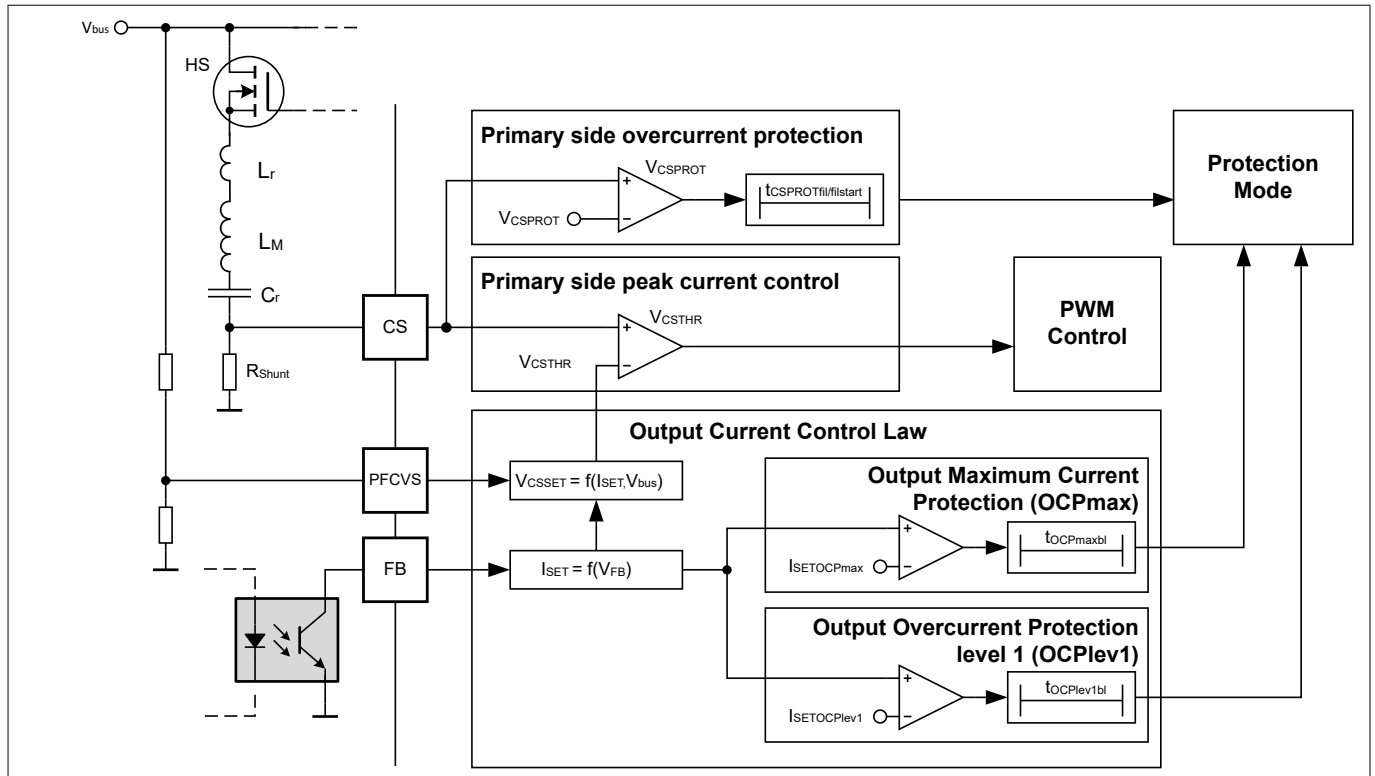 Vbus
HS
Lr
LM
Cr
RShunt
CS
PFCVS
FB
Primary side overcurrent protection
VCSPROT
+
VCSPROT
−
tCSPROTfil/filstart
Protection
Mode
Primary side peak current control
VCSTHR
+
VCSTHR
−
PWM
Control
Output Current Control Law
VCSSET = f(ISET,Vbus)
ISET = f(VFB)
Output Maximum Current
Protection (OCPmax)
+
ISETOCPmax
−
tOCPmaxbl
Output Overcurrent Protection
level 1 (OCPlev1)
+
ISETOCPlev1
−
tOCPlev1bl